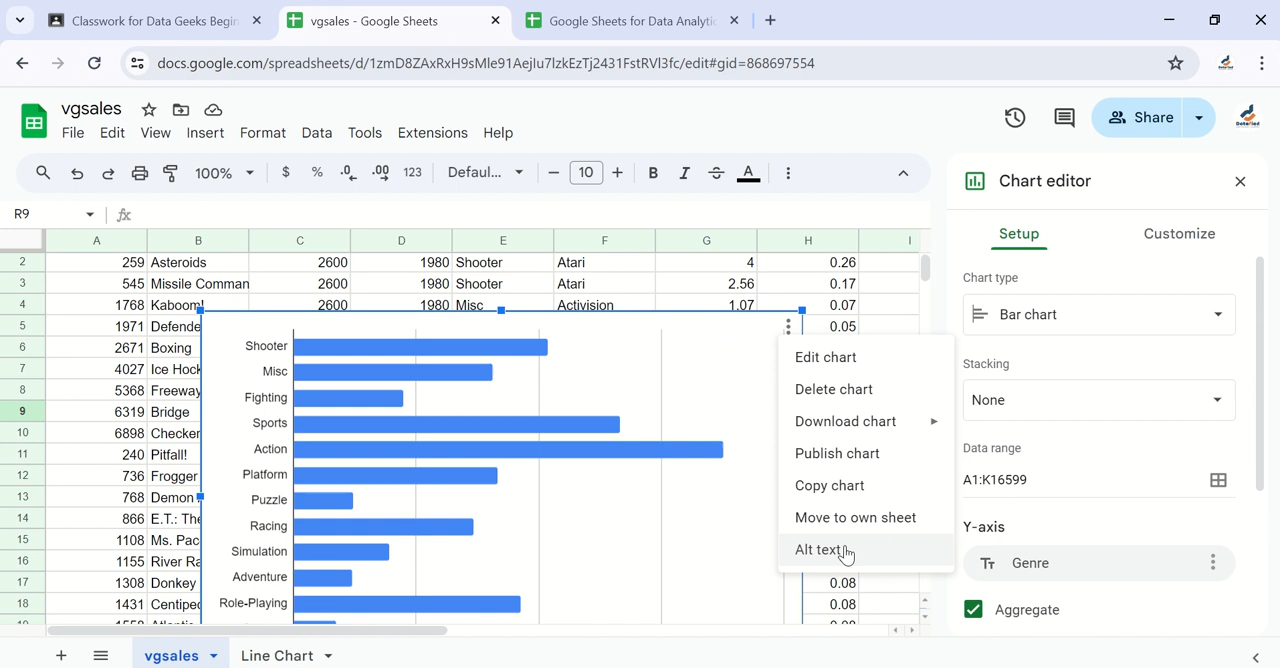 Classwork for Data Geeks Begin
vgsales - Google Sheets
Google Sheets for Data Analytic
docs.google.com/spreadsheets/d/1zmD8ZAxRxH9sMle91Aejlu7lzkEzTj2431FstRVl3fc/edit#gid=868697554
vgsales
File Edit View Insert Format Data Tools Extensions Help
Share
100% $ % .0 .00 123 Defaul... 10 B I A
R9 fx
A B C D E F G H I
2 259 Asteroids 2600 1980 Shooter Atari 4 0.26
3 545 Missile Comman 2600 1980 Shooter Atari 2.56 0.17
4 1768 Kaboom! 2600 1980 Misc Activision 1.07 0.07
5 1971 Defende 0.05
6 2671 Boxing
7 4027 Ice Hock
8 5368 Freeway
9 6319 Bridge
10 6898 Checker
11 240 Pitfall!
12 736 Frogger
13 768 Demon
14 866 E.T.: The
15 1108 Ms. Pac
16 1155 River Ra
17 1308 Donkey 0.08
18 1431 Centiped 0.08
Shooter
Misc
Fighting
Sports
Action
Platform
Puzzle
Racing
Simulation
Adventure
Role-Playing
Edit chart
Delete chart
Download chart
Publish chart
Copy chart
Move to own sheet
Alt text
Chart editor
Setup Customize
Chart type
Bar chart
Stacking
None
Data range
A1:K16599
Y-axis
Tт Genre
Aggregate
vgsales Line Chart